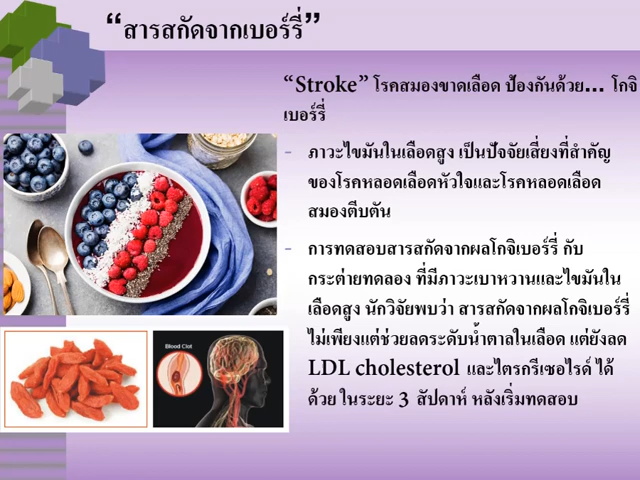 “สารสกัดจากเบอร์รี่”
“Stroke” โรคสมองขาดเลือด ป้องกันด้วย... โกจิ
เบอร์รี่
- ภาวะไขมันในเลือดสูง เป็นปัจจัยเสี่ยงที่สำคัญ
ของโรคหลอดเลือดหัวใจและโรคหลอดเลือด
สมองตีบตัน
- การทดสอบสารสกัดจากผลโกจิเบอร์รี่ กับ
กระต่ายทดลอง ที่มีภาวะเบาหวานและไขมันใน
เลือดสูง นักวิจัยพบว่า สารสกัดจากผลโกจิเบอร์รี่
ไม่เพียงแต่ช่วยลดระดับน้ำตาลในเลือด แต่ยังลด
LDL cholesterol และไตรกรีเซอไรด์ ได้
ด้วย ในระยะ 3 สัปดาห์ หลังเริ่มทดสอบ
Blood Clot